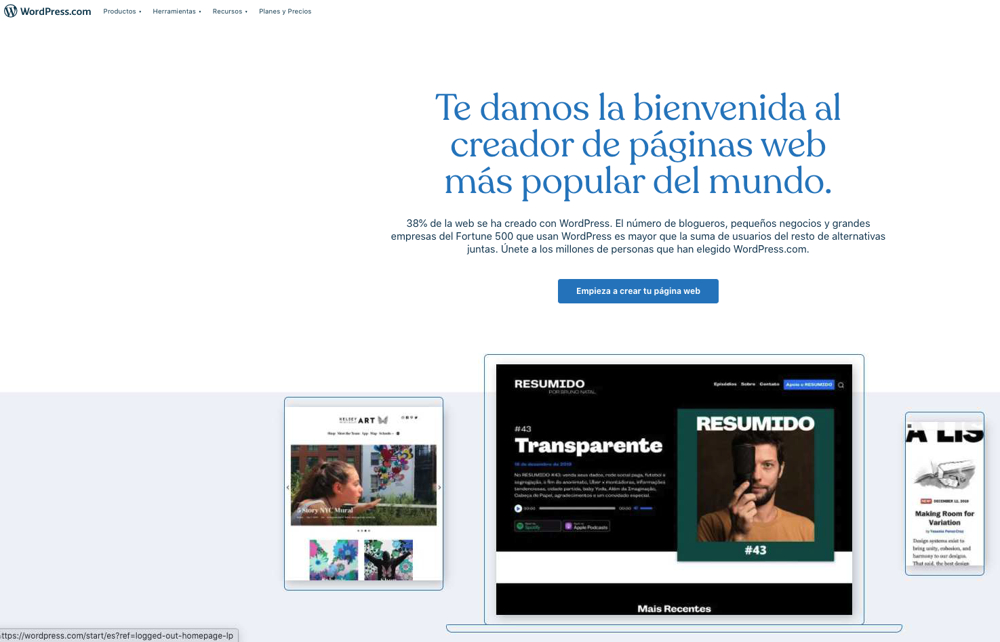 WordPress.com
Productos
Herramientas
Recursos
Planes y Precios
Te damos la bienvenida al
creador de páginas web
más popular del mundo.
38% de la web se ha creado con WordPress. El número de blogueros, pequeños negocios y grandes
empresas del Fortune 500 que usan WordPress es mayor que la suma de usuarios del resto de alternativas
juntas. Únete a los millones de personas que han elegido WordPress.com.
Empieza a crear tu página web
KELSEY
ART
Shop Meet the Team App Map Schools
5 Story NYC Mural
RESUMIDO
POR BRUNO NATAL
Episódios Sobre Contato Apoie o RESUMIDO
#43
Transparente
16 de dezembro de 2019
No RESUMIDO #43: venda seus dados, rede social paga, futebol e
segregação, o fim do anonimato, Uber x montadoras, informações
tendenciosas, cidade partida, baby Yoda, Além da Imaginação,
Cabeça de Papel, agradecimentos e um convidado especial.
00:00
00:00
Spotify
Apple Podcasts
RESUMIDO
#43
Mais Recentes
A LIS
NEW! DECEMBER 12, 2019
Making Room for
Variation
by Yesenia Perez-Cruz
Design systems exist to
bring unity, cohesion, and
harmony to our designs.
That said, the best design
ttps://wordpress.com/start/es?ref=logged-out-homepage-lp